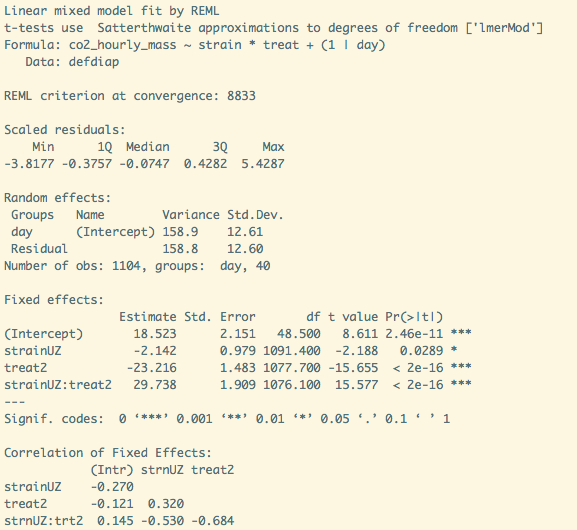 Linear mixed model fit by REML
t-tests use  Satterthwaite approximations to degrees of freedom ['lmerMod']
Formula: co2_hourly_mass ~ strain * treat + (1 | day)
   Data: defdiap

REML criterion at convergence: 8833

Scaled residuals:
    Min      1Q  Median      3Q     Max
-3.8177 -0.3757 -0.0747  0.4282  5.4287

Random effects:
 Groups   Name        Variance Std.Dev.
 day      (Intercept) 158.9    12.61
 Residual             158.8    12.60
Number of obs: 1104, groups:  day, 40

Fixed effects:
                Estimate Std. Error       df t value Pr(>|t|)
(Intercept)       18.523      2.151   48.500   8.611 2.46e-11 ***
strainUZ          -2.142      0.979 1091.400  -2.188   0.0289 *
treat2           -23.216      1.483 1077.700 -15.655  < 2e-16 ***
strainUZ:treat2   29.738      1.909 1076.100  15.577  < 2e-16 ***
---
Signif. codes:  0 ‘***’ 0.001 ‘**’ 0.01 ‘*’ 0.05 ‘.’ 0.1 ‘ ’ 1

Correlation of Fixed Effects:
            (Intr) strnUZ treat2
strainUZ    -0.270
treat2      -0.121  0.320
strnUZ:trt2  0.145 -0.530 -0.684